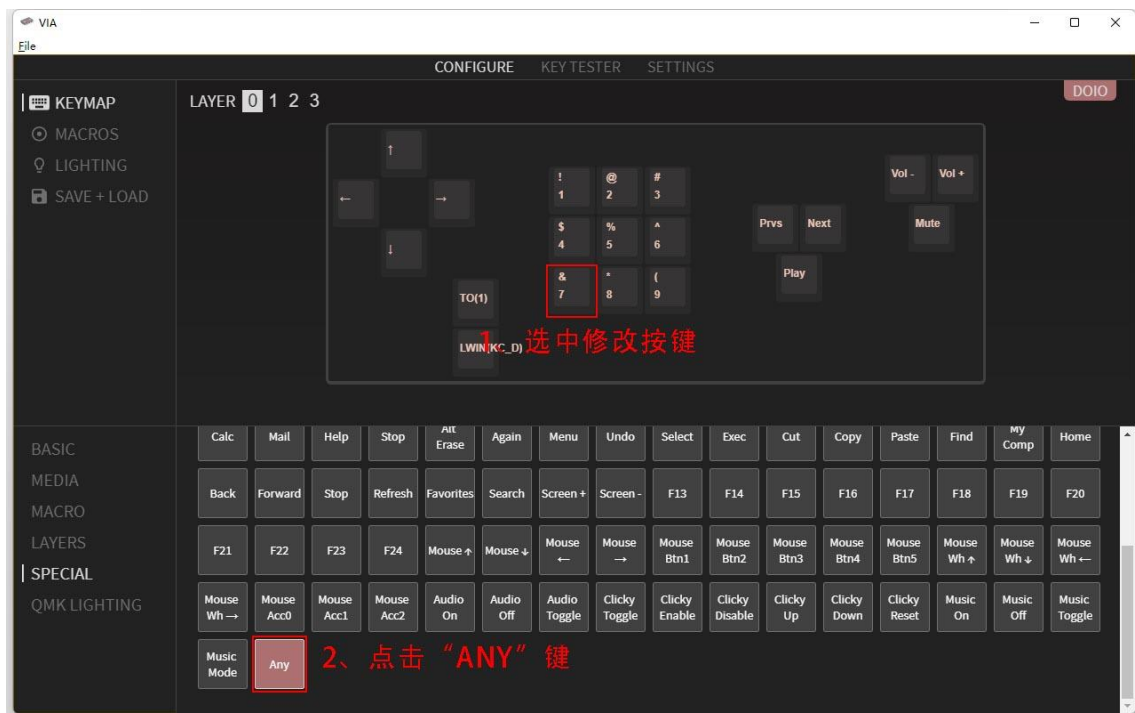 VIA
File
CONFIGURE KEY TESTER SETTINGS
KEYMAP
MACROS
LIGHTING
SAVE + LOAD
LAYER 0 1 2 3
DOIO
↑
← →
↓
! @ #
1 2 3
$ % ^
4 5 6
& * (
7 8 9
TO(1)
LWIN(KC_D)
Prvs Next
Play
Vol - Vol +
Mute
1、选中修改按键
BASIC
MEDIA
MACRO
LAYERS
SPECIAL
QMK LIGHTING
Calc Mail Help Stop Alt Erase Again Menu Undo Select Exec Cut Copy Paste Find My Comp Home
Back Forward Stop Refresh Favorites Search Screen + Screen - F13 F14 F15 F16 F17 F18 F19 F20
F21 F22 F23 F24 Mouse ↑ Mouse ↓ Mouse ← Mouse → Mouse Btn1 Mouse Btn2 Mouse Btn3 Mouse Btn4 Mouse Btn5 Mouse Wh ↑ Mouse Wh ↓ Mouse Wh ←
Mouse Wh → Mouse Acc0 Mouse Acc1 Mouse Acc2 Audio On Audio Off Audio Toggle Clicky Toggle Clicky Enable Clicky Disable Clicky Up Clicky Down Clicky Reset Music On Music Off Music Toggle
Music Mode Any
2、点击“ANY”键